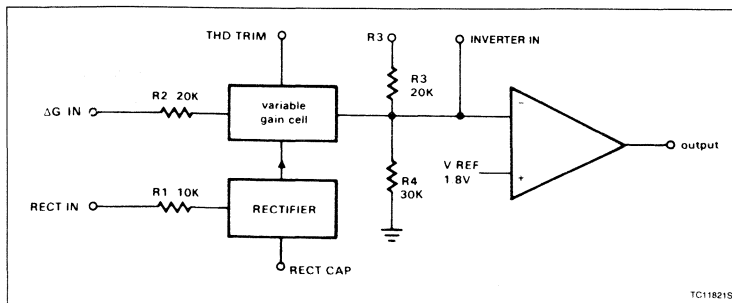 THD TRIM
R3
INVERTER IN
R3
20K
ΔG IN
R2 20K
variable
gain cell
−
output
V REF
1 8V
+
R4
30K
RECT IN
R1 10K
RECTIFIER
RECT CAP
TC11821S